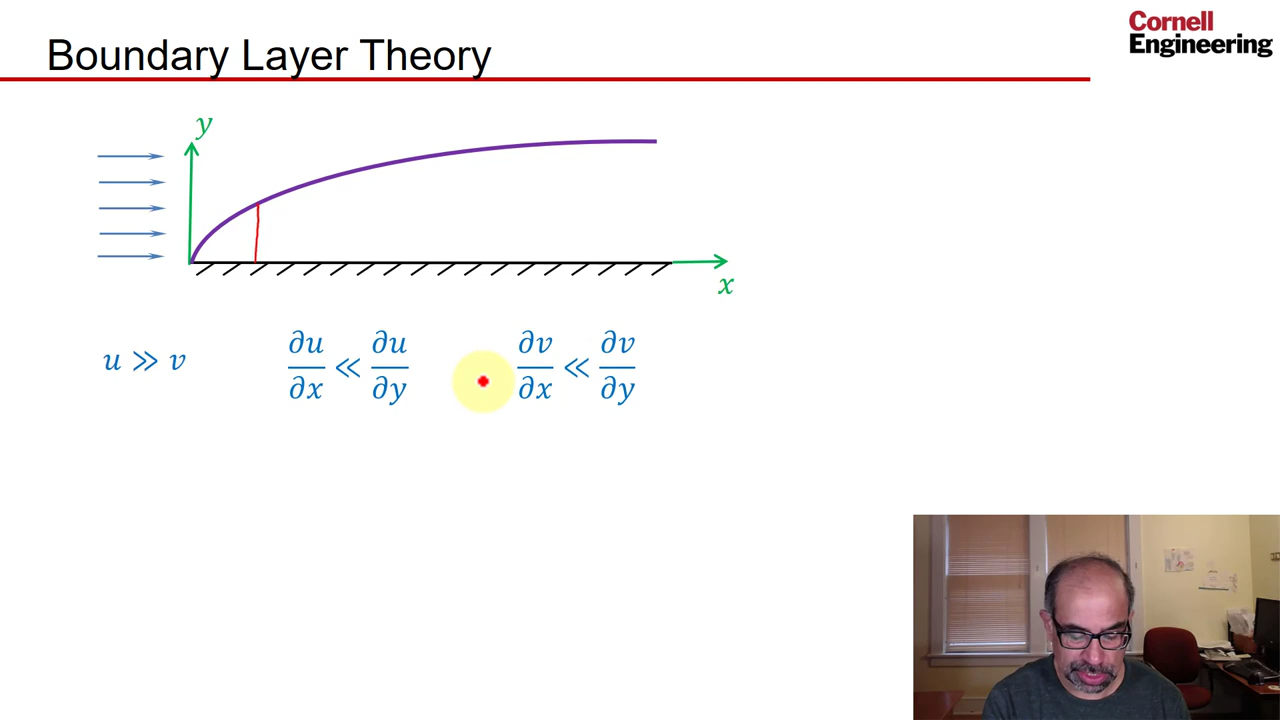 Boundary Layer Theory
Cornell
Engineering
y
x
u ≫ v
∂u/∂x ≪ ∂u/∂y
∂v/∂x ≪ ∂v/∂y